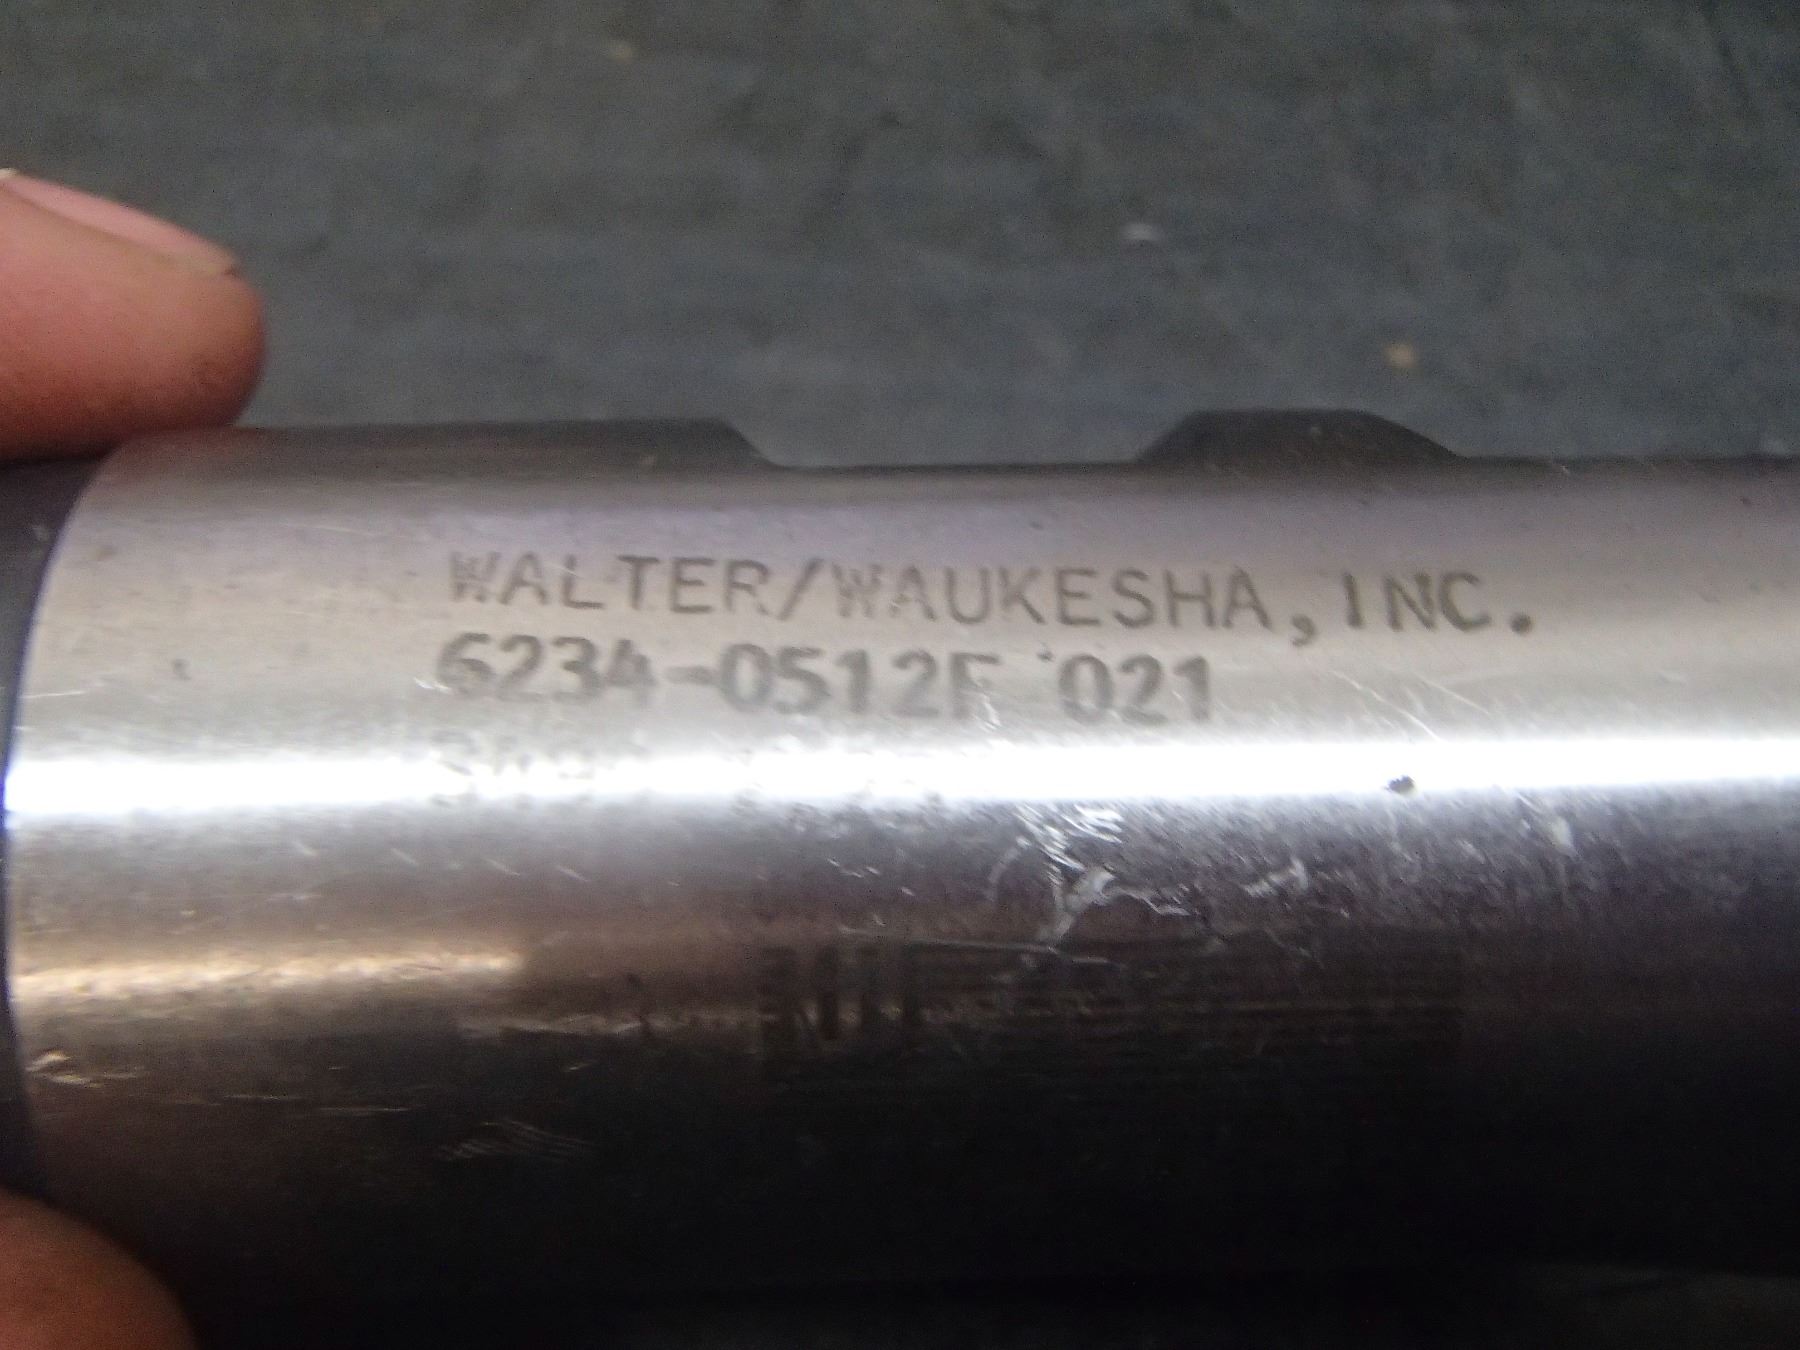 WALTER/WAUKESHA, INC.
6234-0512F 021